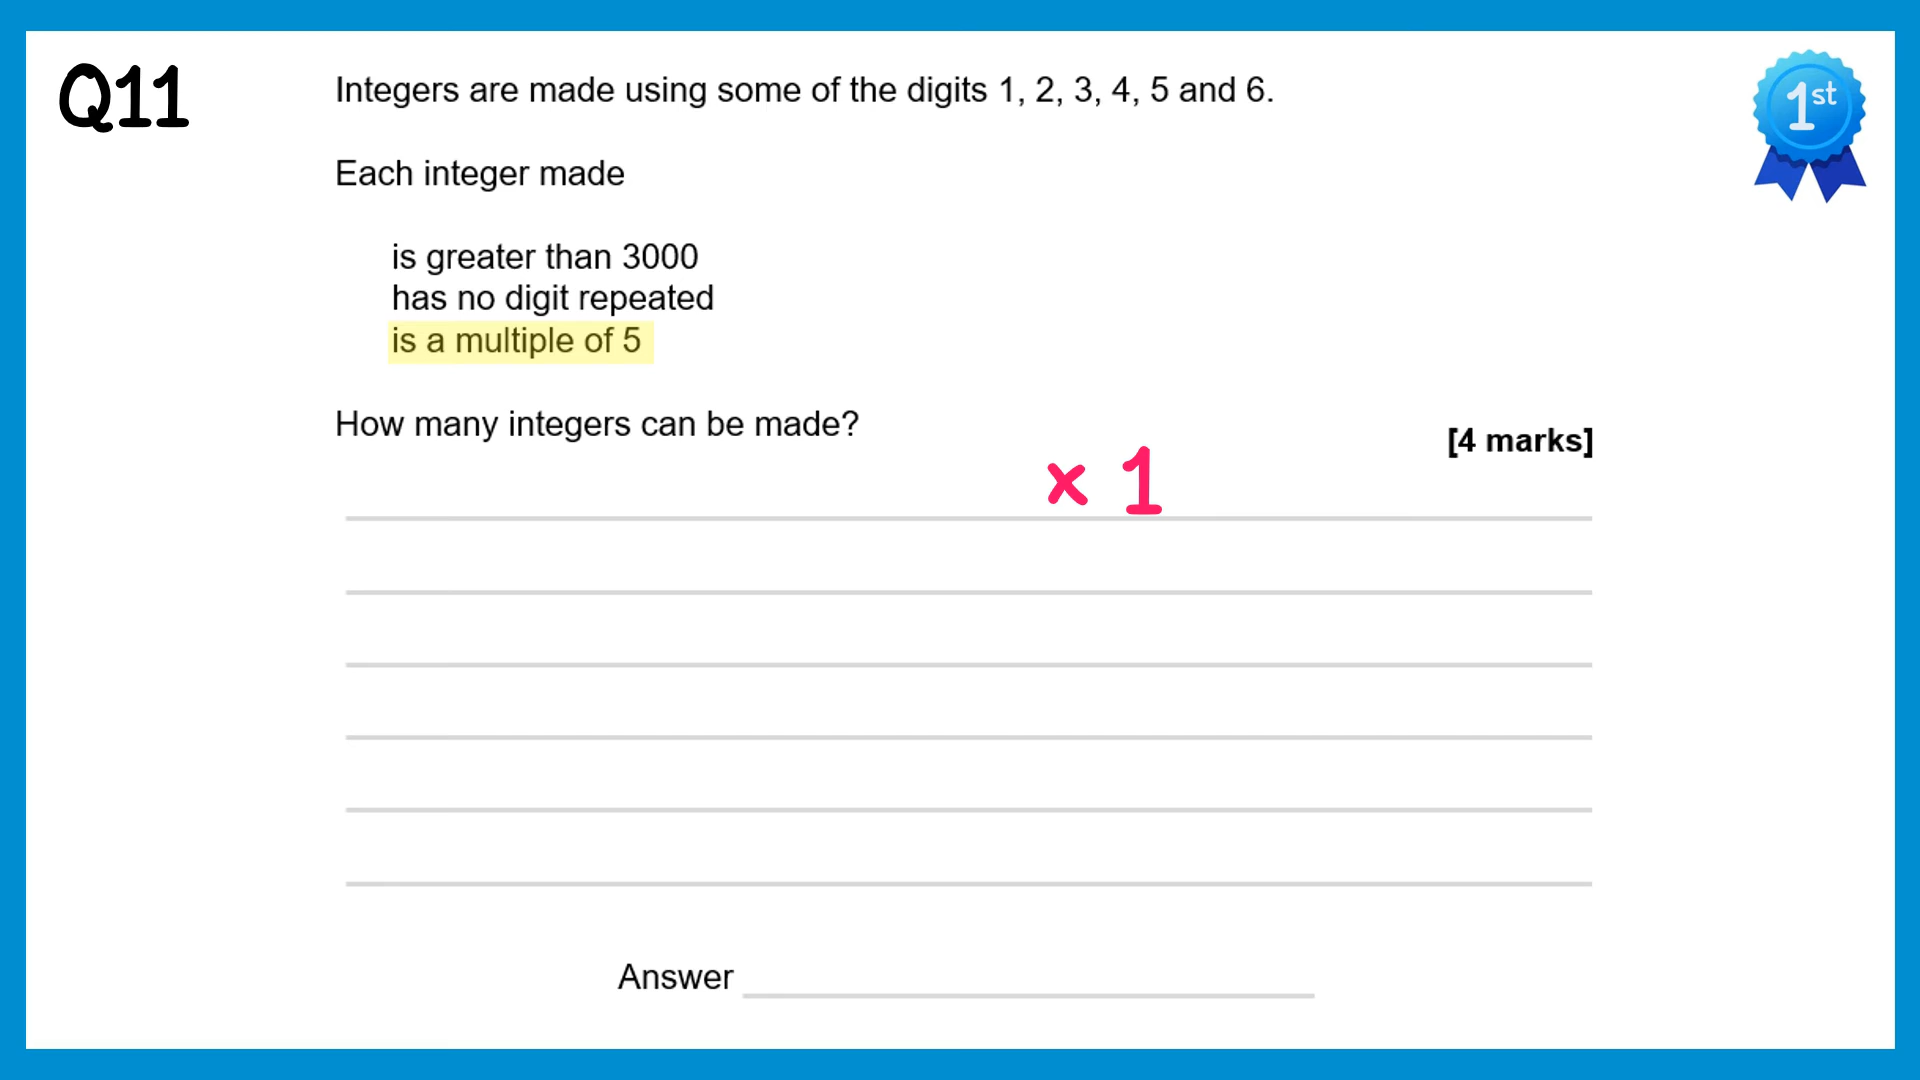 Q11
Integers are made using some of the digits 1, 2, 3, 4, 5 and 6.
1st
Each integer made
is greater than 3000
has no digit repeated
is a multiple of 5
How many integers can be made?
[4 marks]
× 1
Answer